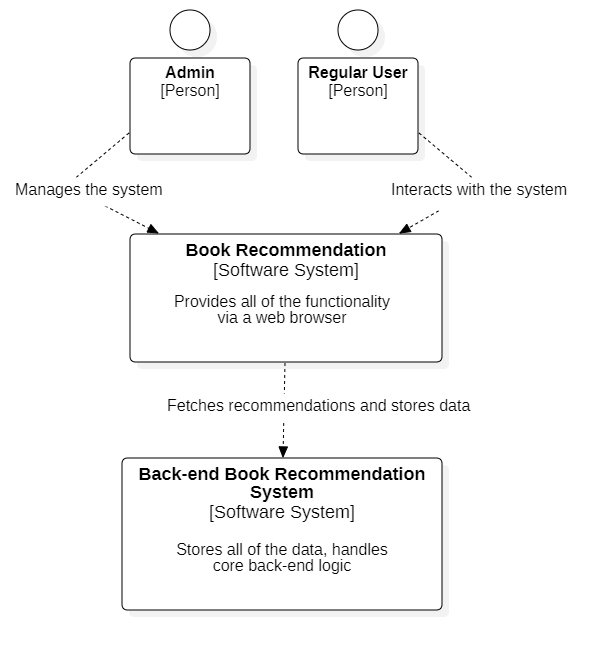 Admin
[Person]
Regular User
[Person]
Manages the system
Interacts with the system
Book Recommendation
[Software System]
Provides all of the functionality
via a web browser
Fetches recommendations and stores data
Back-end Book Recommendation
System
[Software System]
Stores all of the data, handles
core back-end logic